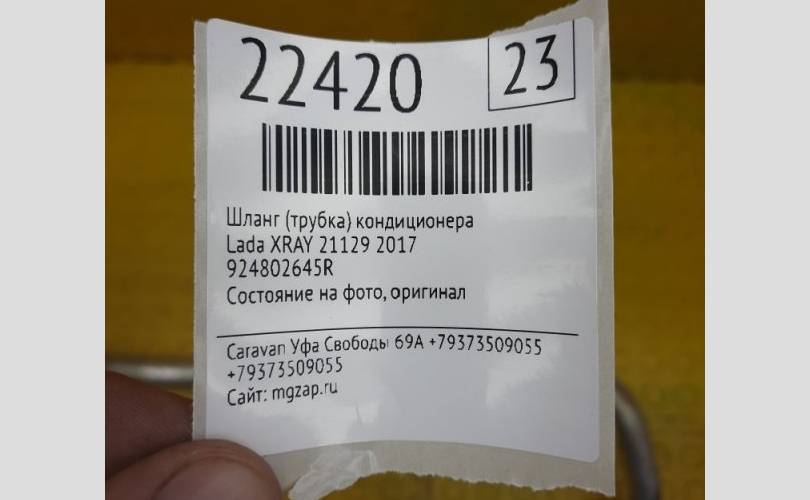 22420 23
Шланг (трубка) кондиционера
Lada XRAY 21129 2017
924802645R
Состояние на фото, оригинал
Caravan Уфа Свободы 69А +79373509055
+79373509055
Сайт: mgzap.ru